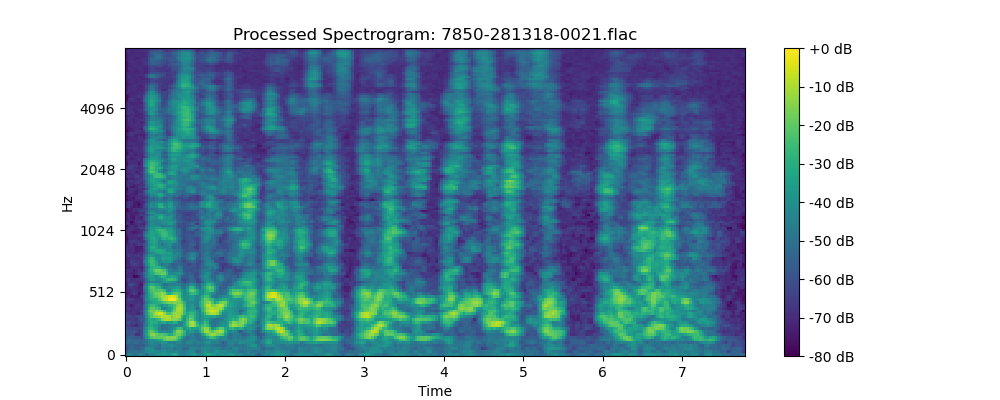 Processed Spectrogram: 7850-281318-0021.flac
Hz
4096
2048
1024
512
0
0 1 2 3 4 5 6 7
Time
+0 dB
-10 dB
-20 dB
-30 dB
-40 dB
-50 dB
-60 dB
-70 dB
-80 dB